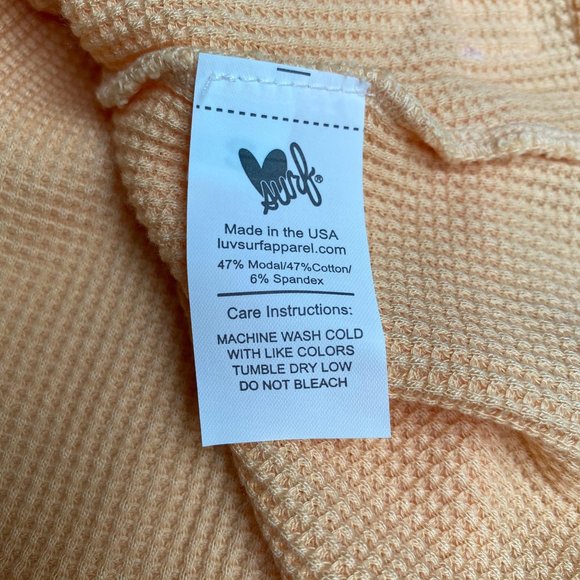 surf®
Made in the USA
luvsurfapparel.com
47% Modal/47%Cotton/
6% Spandex
Care Instructions:
MACHINE WASH COLD
WITH LIKE COLORS
TUMBLE DRY LOW
DO NOT BLEACH